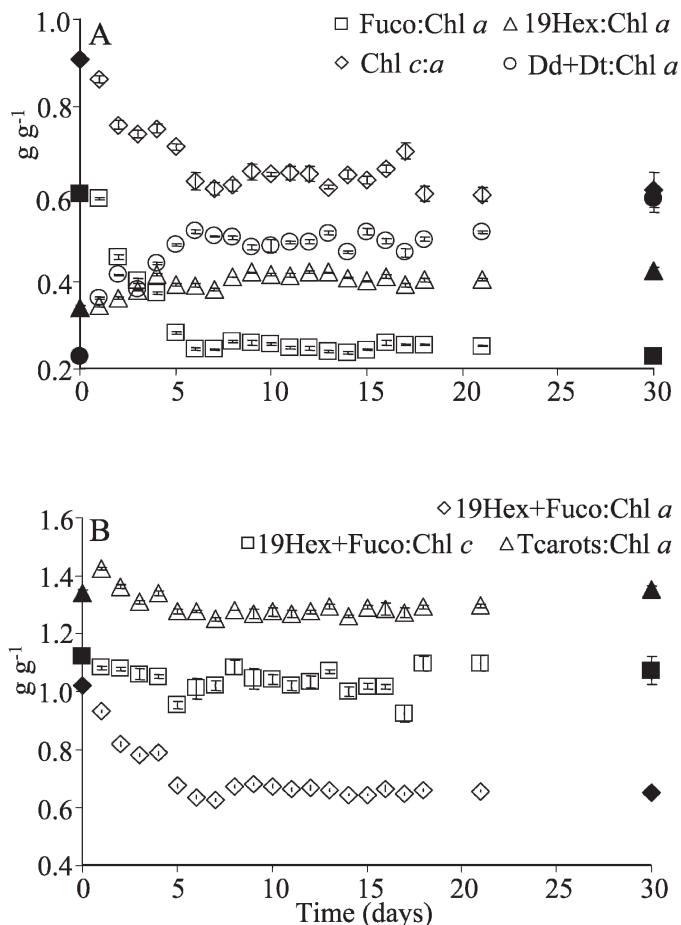 A
Fuco:Chl a 19Hex:Chl a
Chl c:a Dd+Dt:Chl a
1.0
0.8
0.6
0.4
0.2
g g-1
0 5 10 15 20 25 30
B
19Hex+Fuco:Chl a
19Hex+Fuco:Chl c Tcarots:Chl a
1.6
1.4
1.2
1.0
0.8
0.6
0.4
g g-1
0 5 10 15 20 25 30
Time (days)